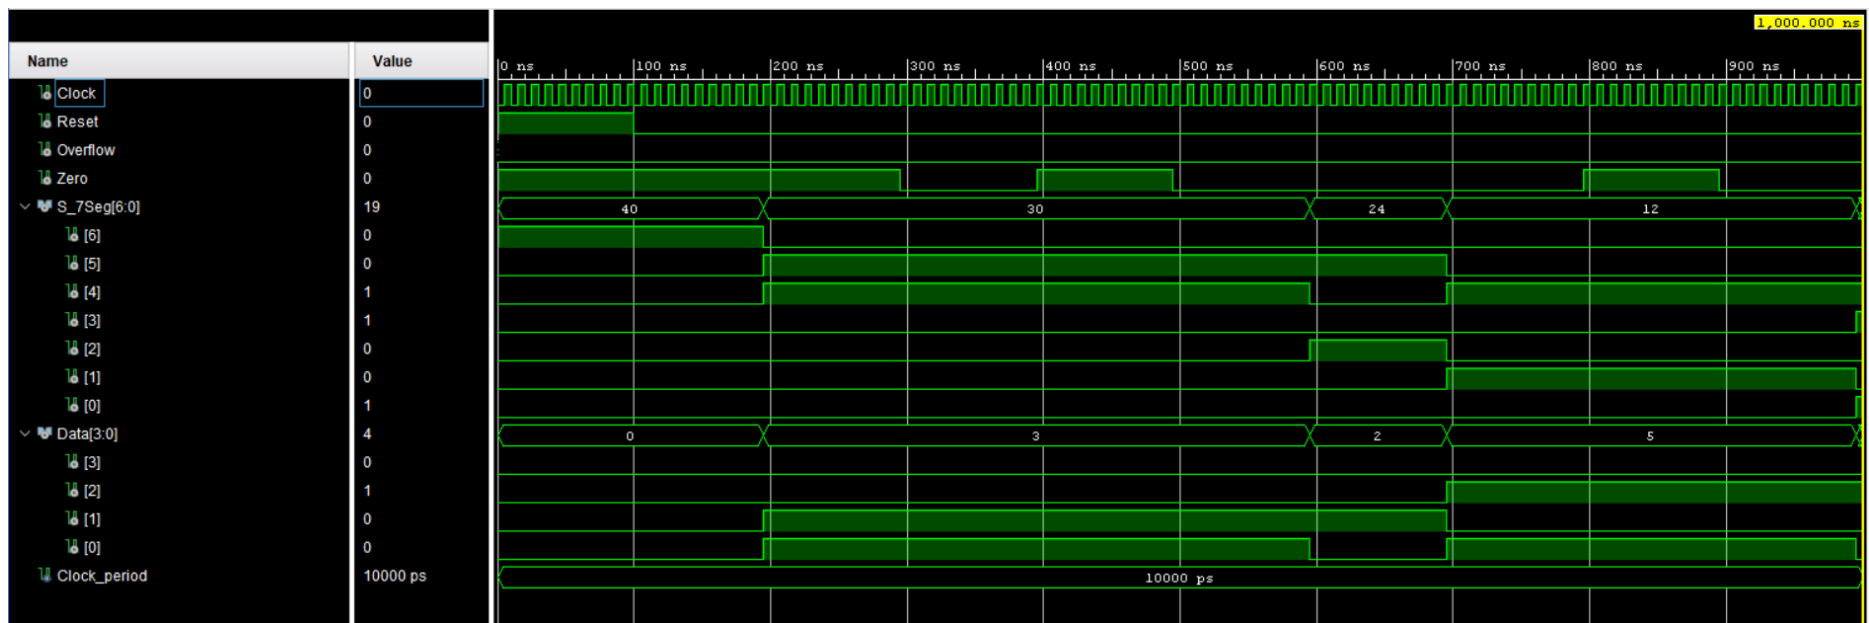 1,000.000 ns
Name Value
0 ns 100 ns 200 ns 300 ns 400 ns 500 ns 600 ns 700 ns 800 ns 900 ns
Clock 0
Reset 0
Overflow 0
Zero 0
S_7Seg[6:0] 19 40 30 24 12
[6] 0
[5] 0
[4] 1
[3] 1
[2] 0
[1] 0
[0] 1
Data[3:0] 4 0 3 2 5
[3] 0
[2] 1
[1] 0
[0] 0
Clock_period 10000 ps 10000 ps